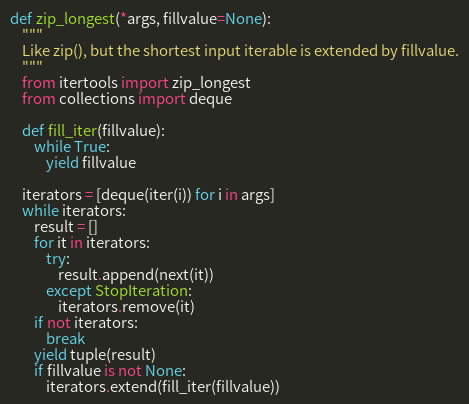 def zip_longest(*args, fillvalue=None):
    """
    Like zip(), but the shortest input iterable is extended by fillvalue.
    """
    from itertools import zip_longest
    from collections import deque

    def fill_iter(fillvalue):
        while True:
            yield fillvalue

    iterators = [deque(iter(i)) for i in args]
    while iterators:
        result = []
        for it in iterators:
            try:
                result.append(next(it))
            except StopIteration:
                iterators.remove(it)
        if not iterators:
            break
        yield tuple(result)
        if fillvalue is not None:
            iterators.extend(fill_iter(fillvalue))